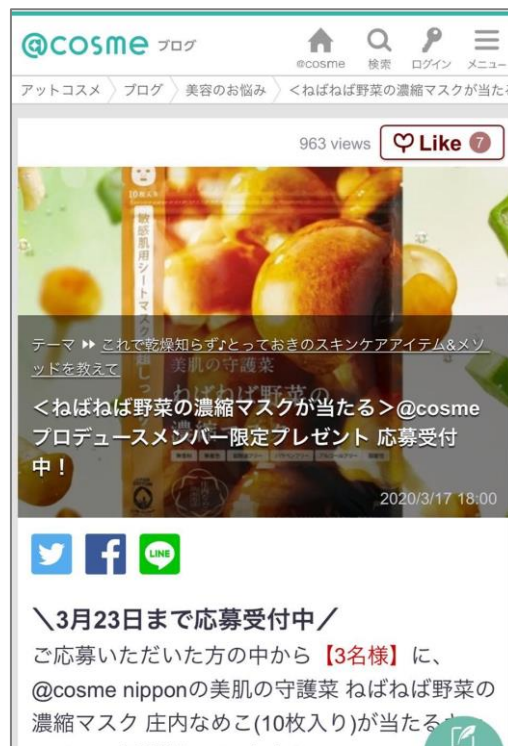 @cosme ブログ
@cosme 検索 ログイン メニュー
アットコスメ 〉 ブログ 〉 美容のお悩み 〉 <ねばねば野菜の濃縮マスクが当た
963 views Like 7
10枚入り
敏感肌用シートマスク
テーマ ▸▸ これで乾燥知らず♪とっておきのスキンケアアイテム&メソ
ッドを教えて
美肌の守護菜
ねばねば野菜の
濃縮マスク
<ねばねば野菜の濃縮マスクが当たる>@cosme
プロデュースメンバー限定プレゼント 応募受付
中！
2020/3/17 18:00
LINE
＼3月23日まで応募受付中／
ご応募いただいた方の中から【3名様】に、
@cosme nipponの美肌の守護菜 ねばねば野菜の
濃縮マスク 庄内なめこ(10枚入り)が当たる